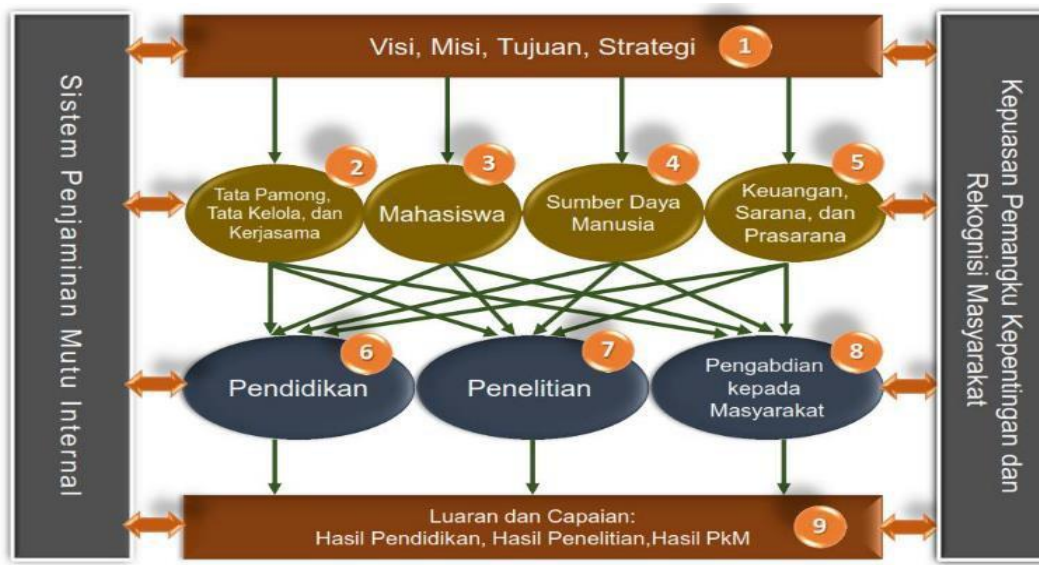 Sistem Penjaminan Mutu Internal
Visi, Misi, Tujuan, Strategi
1
2
Tata Pamong,
Tata Kelola, dan
Kerjasama
3
Mahasiswa
4
Sumber Daya
Manusia
5
Keuangan,
Sarana, dan
Prasarana
6
Pendidikan
7
Penelitian
8
Pengabdian
kepada
Masyarakat
Luaran dan Capaian:
Hasil Pendidikan, Hasil Penelitian,Hasil PkM
9
Kepuasan Pemangku Kepentingan dan
Rekognisi Masyarakat